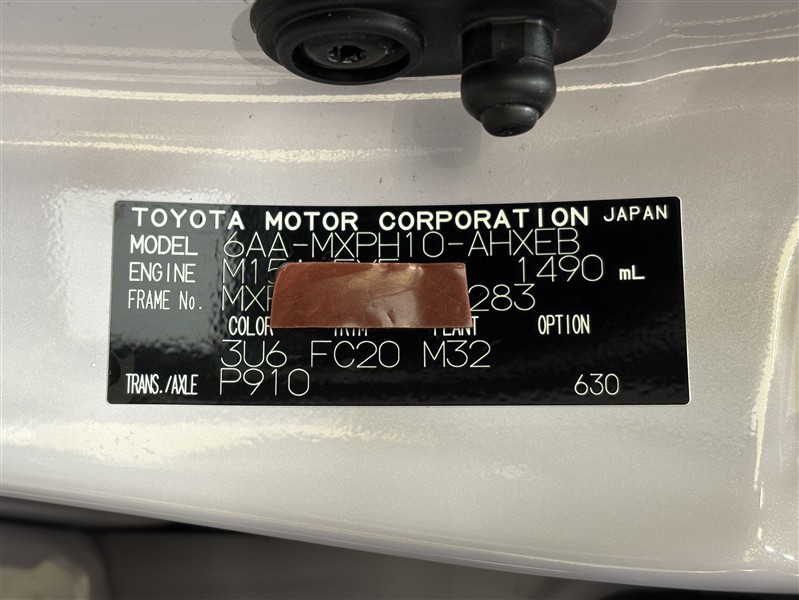 TOYOTA MOTOR CORPORATION JAPAN
MODEL 6AA-MXPH10-AHXEB
ENGINE 1490 mL
FRAME No. 283
COLOR TRIM PLANT OPTION
3U6 FC20 M32
TRANS./AXLE P910 630